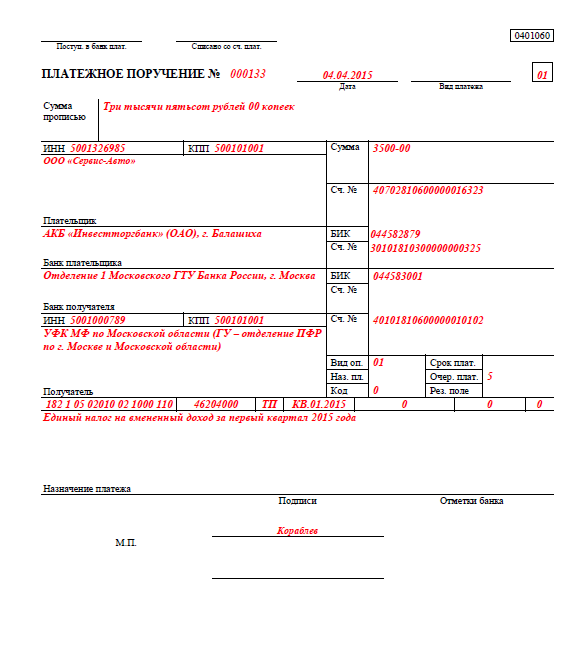 0401060
Поступ. в банк плат. Списано со сч. плат.
ПЛАТЕЖНОЕ ПОРУЧЕНИЕ № 000133 04.04.2015 01
Дата Вид платежа
Сумма прописью Три тысячи пятьсот рублей 00 копеек
ИНН 5001326985 КПП 500101001 Сумма 3500-00
ООО «Сервис-Авто»
Сч. № 40702810600000016323
Плательщик
АКБ «Инвестторгбанк» (ОАО), г. Балашиха БИК 044582879
Сч. № 30101810300000000325
Банк плательщика
Отделение 1 Московского ГТУ Банка России, г. Москва БИК 044583001
Сч. №
Банк получателя
ИНН 5001000789 КПП 500101001 Сч. № 40101810600000010102
УФК МФ по Московской области (ГУ – отделение ПФР
по г. Москве и Московской области)
Вид оп. 01 Срок плат.
Наз. пл. Очер. плат. 5
Получатель Код 0 Рез. поле
182 1 05 02010 02 1000 110 46204000 ТП КВ.01.2015 0 0 0
Единый налог на вмененный доход за первый квартал 2015 года
Назначение платежа
Подписи Отметки банка
Кораблев
М.П.